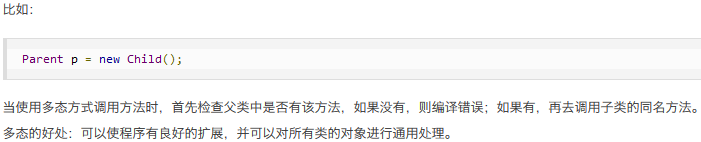 比如：
Parent p = new Child();
当使用多态方式调用方法时，首先检查父类中是否有该方法，如果没有，则编译错误；如果有，再去调用子类的同名方法。
多态的好处：可以使程序有良好的扩展，并可以对所有类的对象进行通用处理。